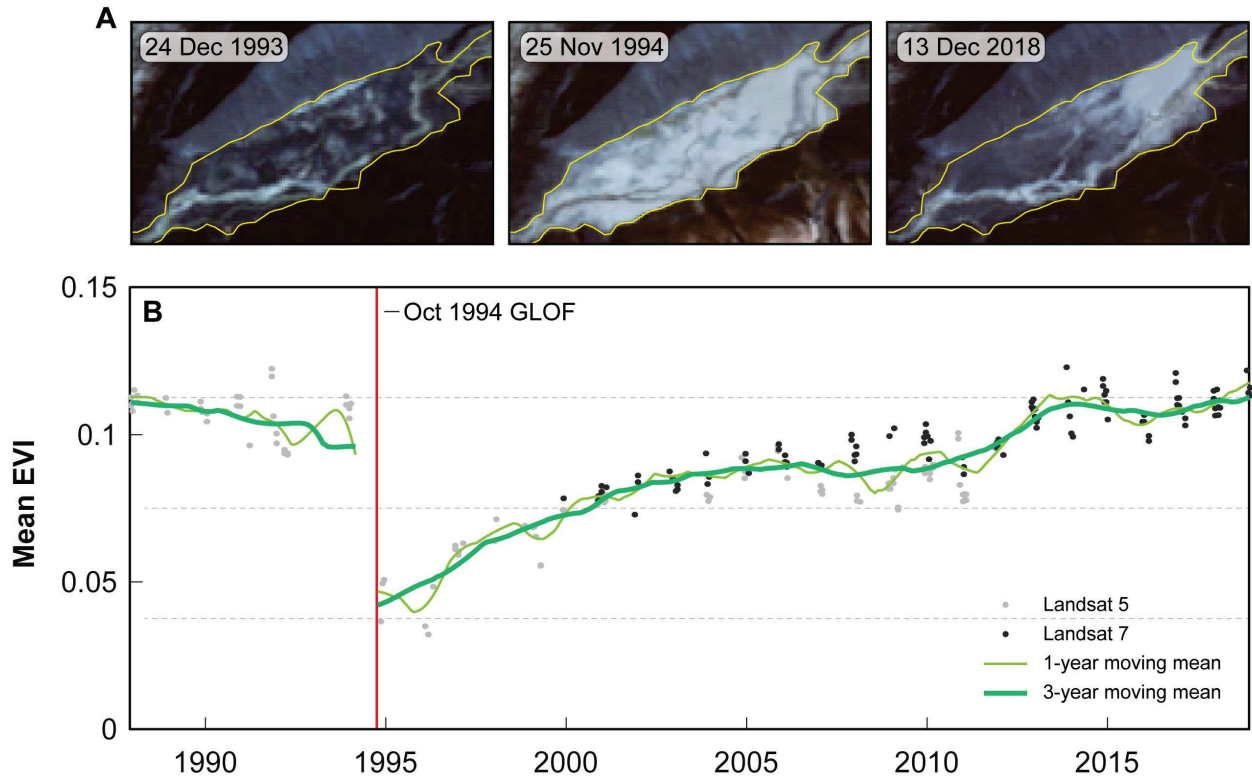 A
24 Dec 1993
25 Nov 1994
13 Dec 2018
0.15
B
Oct 1994 GLOF
0.1
Mean EVI
0.05
Landsat 5
Landsat 7
1-year moving mean
3-year moving mean
0
1990 1995 2000 2005 2010 2015